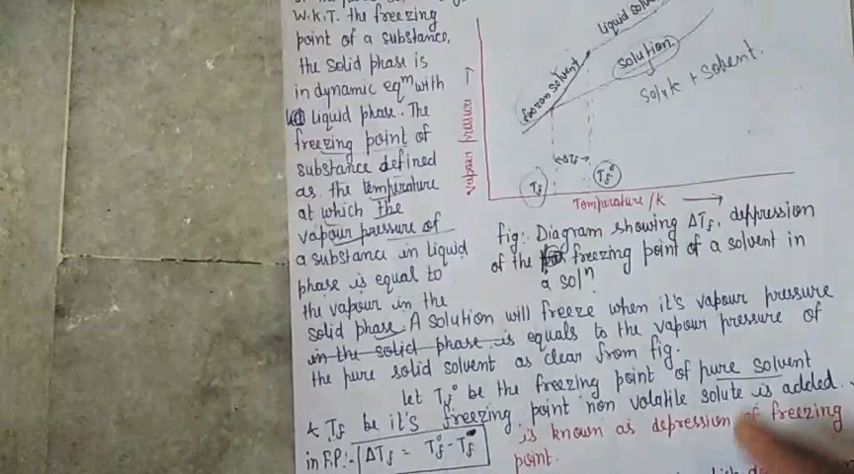 W.K.T. the freezing
point of a substance,
the solid phase is
in dynamic eqᵐ with
liquid phase. The
freezing point of
substance defined
as the temperature
at which the
vapour pressure of
a substance in liquid
phase is equal to
the vapour in the
solid phase. A solution will freeze when it's vapour pressure
in the solid phase is equals to the vapour pressure of
the pure solid solvent as clear from fig.
let Tf° be the freezing point of pure solvent
& Tf be it's freezing point non volatile solute is added.
in F.P:- ΔTf = Tf° - Tf is known as depression of freezing
point.
Vapour pressure →
frozen solvent
liquid solve
solution
solute + solvent.
ΔTf
Tf
Tf°
Temperature/K →
fig:- Diagram showing ΔTf, depression
of the freezing point of a solvent in
a solⁿ